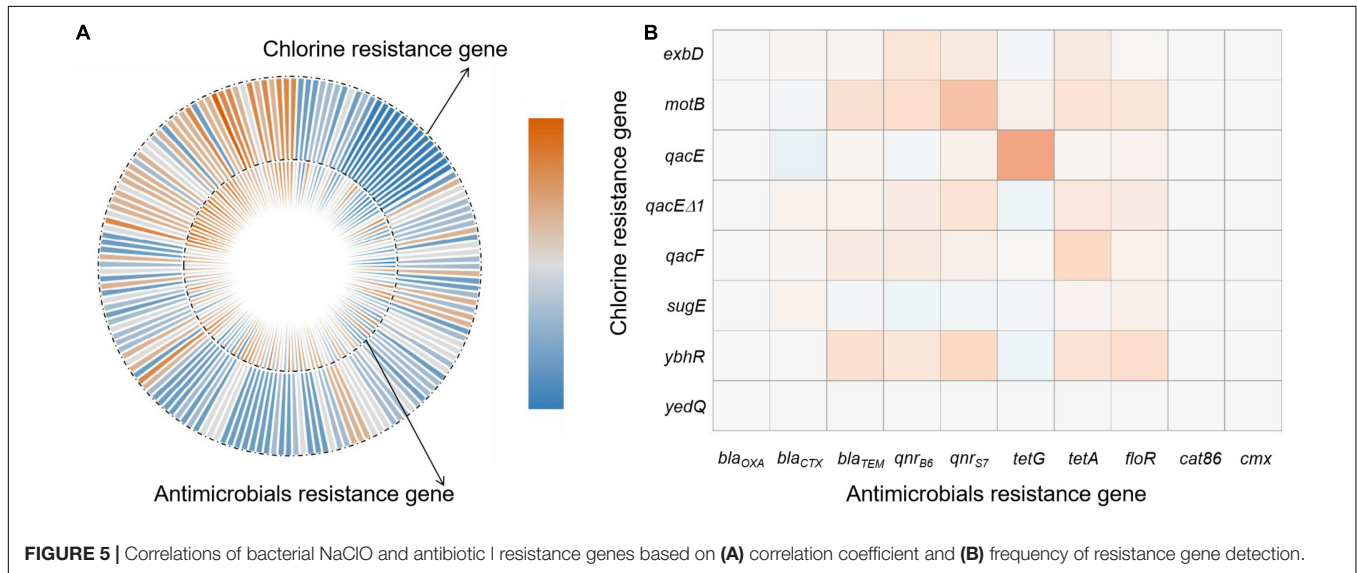 A
Chlorine resistance gene
Antimicrobials resistance gene
B
Chlorine resistance gene
exbD
motB
qacE
qacEΔ1
qacF
sugE
ybhR
yedQ
blaOXA blaCTX blaTEM qnrB6 qnrS7 tetG tetA floR cat86 cmx
Antimicrobials resistance gene
FIGURE 5 | Correlations of bacterial NaClO and antibiotic l resistance genes based on (A) correlation coefficient and (B) frequency of resistance gene detection.